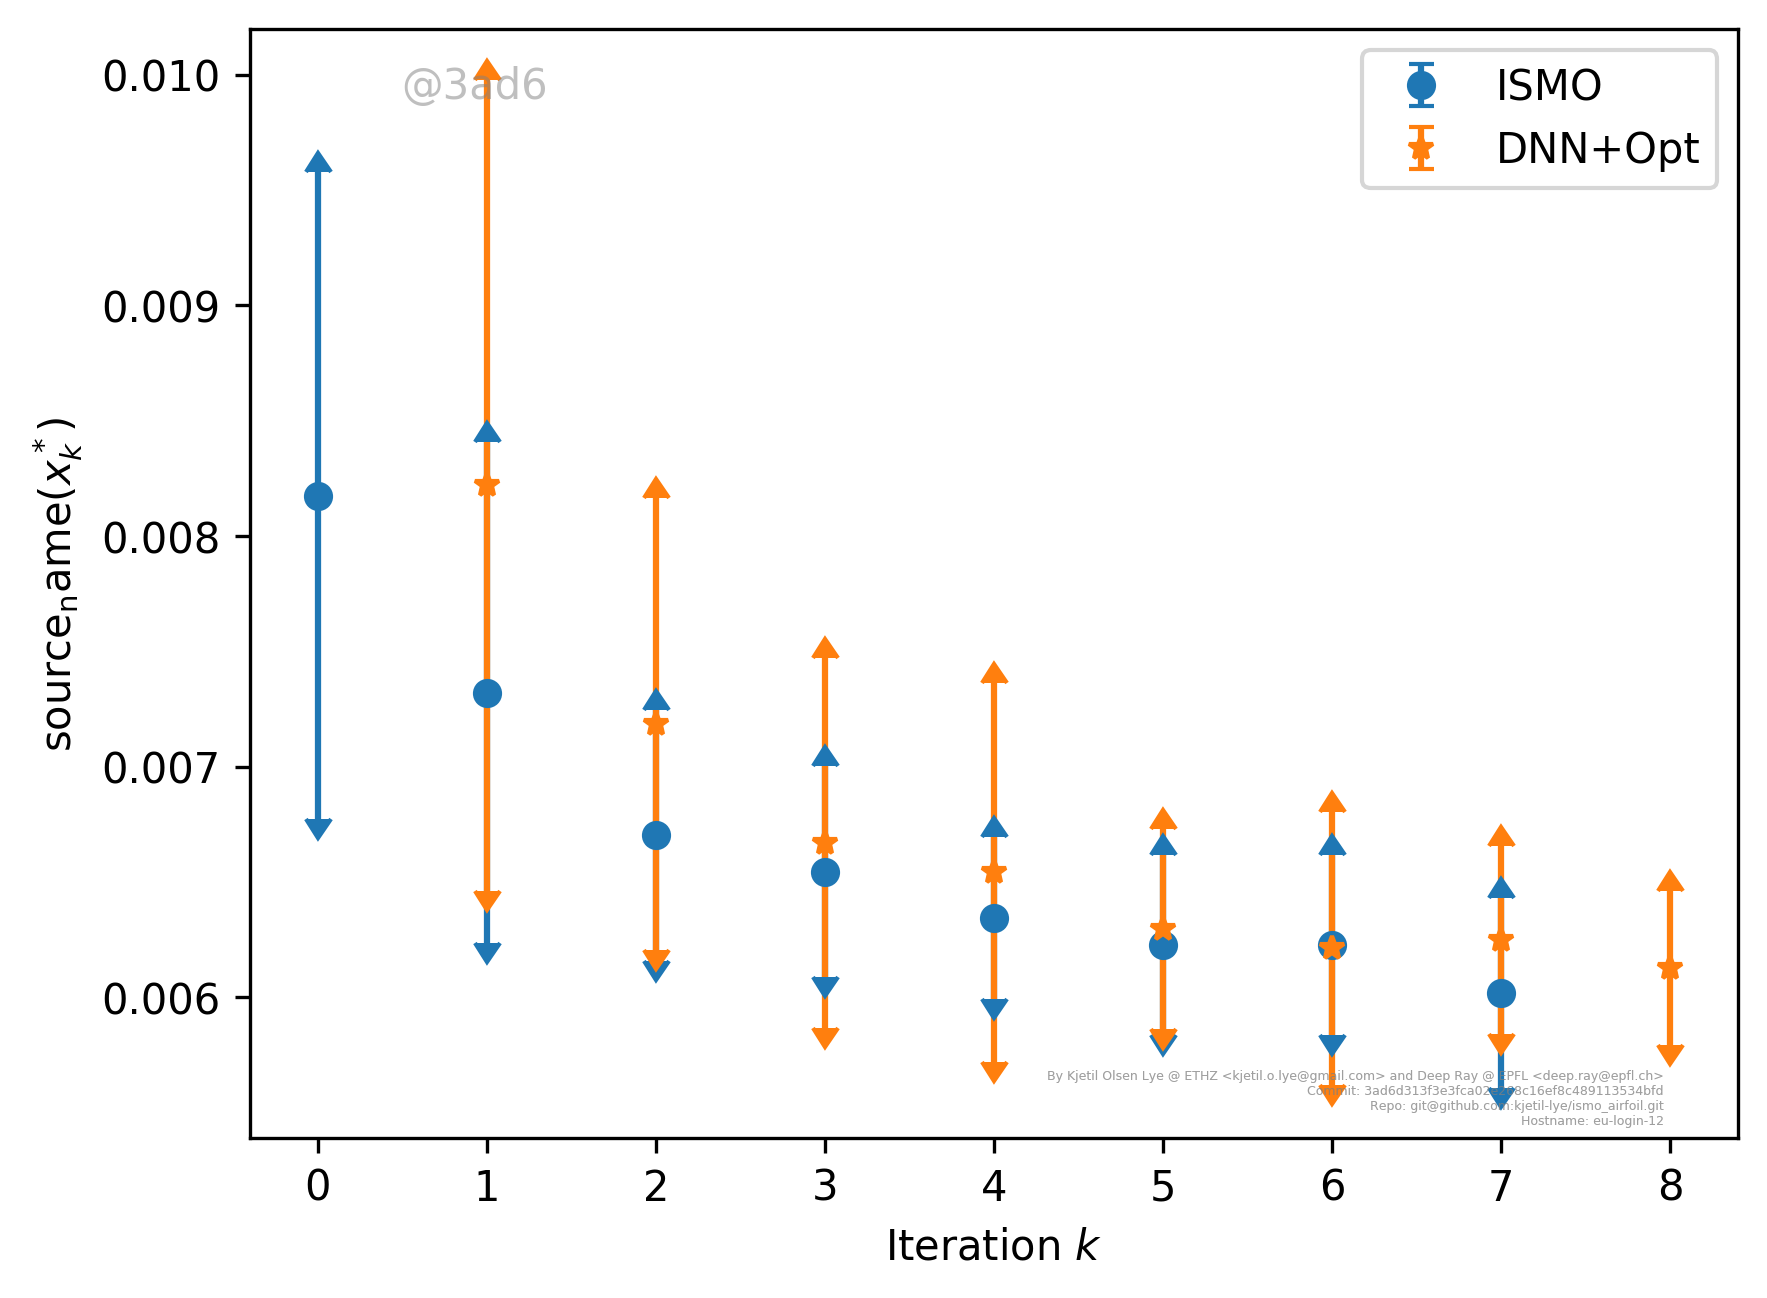 @3ad6
ISMO
DNN+Opt
0.010
0.009
0.008
0.007
0.006
source_name(x_k^*)
By Kjetil Olsen Lye @ ETHZ <kjetil.o.lye@gmail.com> and Deep Ray @ EPFL <deep.ray@epfl.ch>
Commit:
Repo: git@github.com:kjetil-lye/ismo_airfoil.git
Hostname: eu-login-12
0 1 2 3 4 5 6 7 8
Iteration k